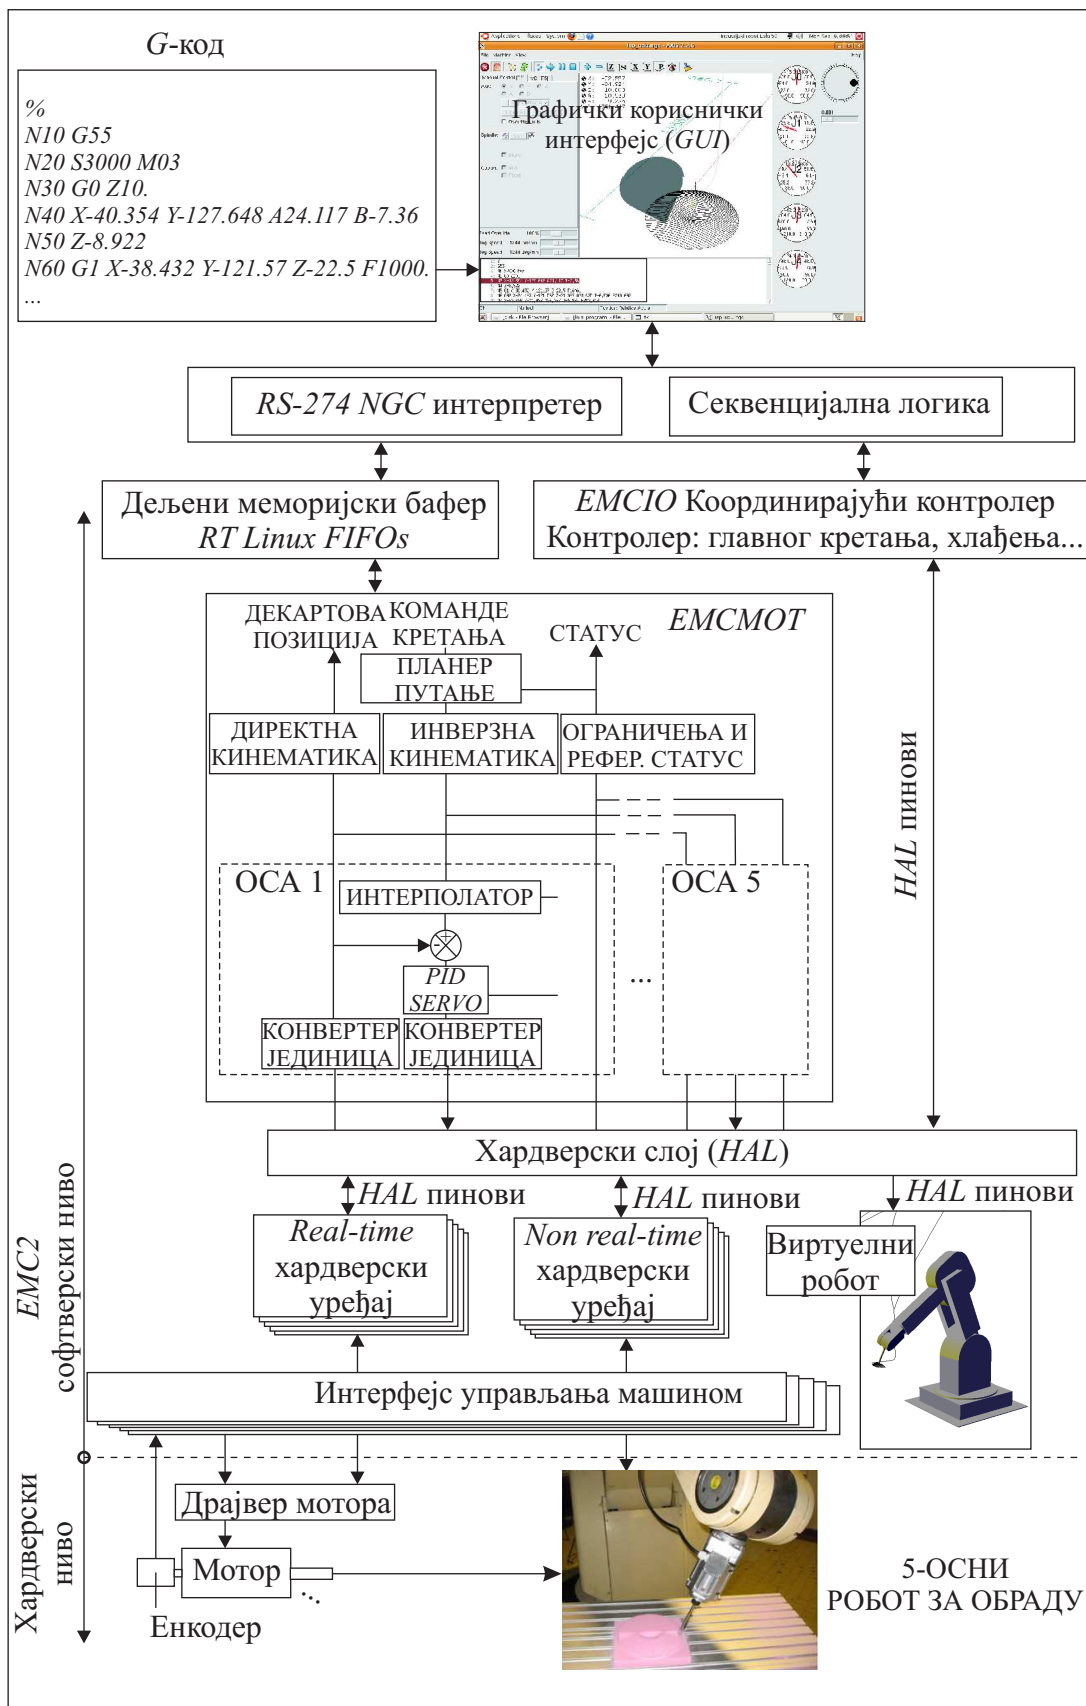 G-код
%
N10 G55
N20 S3000 M03
N30 G0 Z10.
N40 X-40.354 Y-127.648 A24.117 B-7.36
N50 Z-8.922
N60 G1 X-38.432 Y-121.57 Z-22.5 F1000.
...
Графички кориснички
интерфејс (GUI)
RS-274 NGC интерпретер
Секвенцијална логика
Дељени меморијски бафер
RT Linux FIFOs
EMCIO Координирајући контролер
Контролер: главног кретања, хлађења...
EMCMOT
ДЕКАРТОВА
ПОЗИЦИЈА
КОМАНДЕ
КРЕТАЊА
СТАТУС
ПЛАНЕР
ПУТАЊЕ
ДИРЕКТНА
КИНЕМАТИКА
ИНВЕРЗНА
КИНЕМАТИКА
ОГРАНИЧЕЊА И
РЕФЕР. СТАТУС
HAL пинови
ОСА 1
ОСА 5
ИНТЕРПОЛАТОР
+
-
PID
SERVO
...
КОНВЕРТЕР
ЈЕДИНИЦА
КОНВЕРТЕР
ЈЕДИНИЦА
Хардверски слој (HAL)
HAL пинови
HAL пинови
HAL пинови
Real-time
хардверски
уређај
Non real-time
хардверски
уређај
Виртуелни
робот
EMC2
софтверски ниво
Интерфејс управљања машином
Хардверски
ниво
Драјвер мотора
Мотор
...
Енкодер
5-ОСНИ
РОБОТ ЗА ОБРАДУ